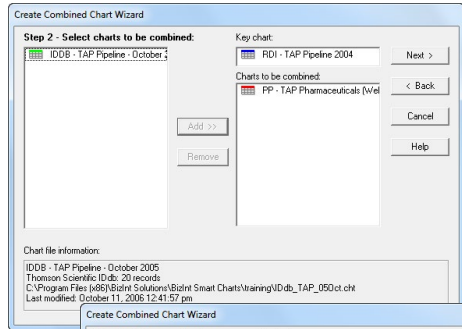 Create Combined Chart Wizard
Step 2 - Select charts to be combined:
IDDB - TAP Pipeline - October 2
Key chart:
RDI - TAP Pipeline 2004
Charts to be combined:
PP - TAP Pharmaceuticals (Wel
Add >>
Remove
Next >
< Back
Cancel
Help
Chart file information:
IDDB - TAP Pipeline - October 2005
Thomson Scientific IDdb: 20 records
C:\Program Files (x86)\BizInt Solutions\BizInt Smart Charts\training\IDdb_TAP_05Oct.cht
Last modified: October 11, 2006 12:41:57 pm
Create Combined Chart Wizard